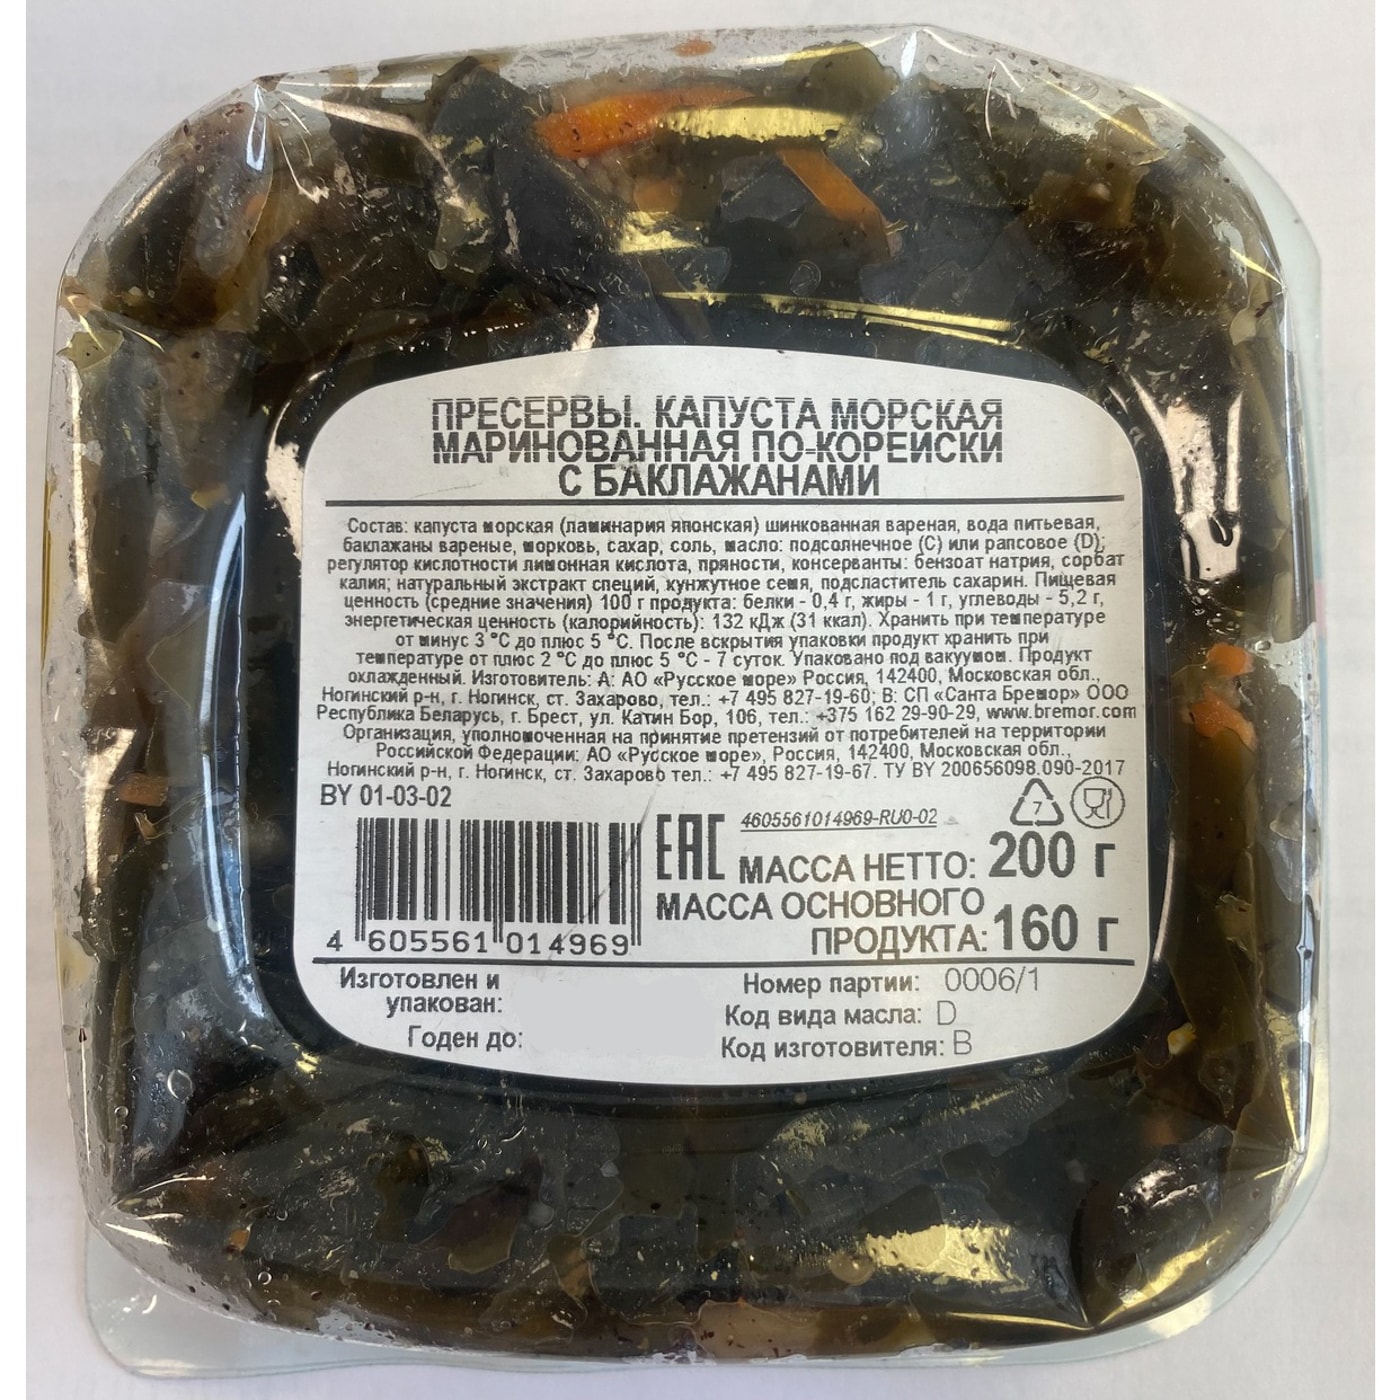 ПРЕСЕРВЫ. КАПУСТА МОРСКАЯ
МАРИНОВАННАЯ ПО-КОРЕЙСКИ
С БАКЛАЖАНАМИ
Состав: капуста морская (ламинария японская) шинкованная вареная, вода питьевая,
баклажаны вареные, морковь, сахар, соль, масло: подсолнечное (C) или рапсовое (D);
регулятор кислотности лимонная кислота, пряности, консерванты: бензоат натрия, сорбат
калия; натуральный экстракт специй, кунжутное семя, подсластитель сахарин. Пищевая
ценность (средние значения) 100 г продукта: белки - 0,4 г, жиры - 1 г, углеводы - 5,2 г,
энергетическая ценность (калорийность): 132 кДж (31 ккал). Хранить при температуре
от минус 3 °С до плюс 5 °С. После вскрытия упаковки продукт хранить при
температуре от плюс 2 °С до плюс 5 °С - 7 суток. Упаковано под вакуумом. Продукт
охлажденный. Изготовитель: А: АО «Русское море» Россия, 142400, Московская обл.,
Ногинский р-н, г. Ногинск, ст. Захарово, тел.: +7 495 827-19-60; В: СП «Санта Бремор» ООО
Республика Беларусь, г. Брест, ул. Катин Бор, 106, тел.: +375 162 29-90-29, www.bremor.com
Организация, уполномоченная на принятие претензий от потребителей на территории
Российской Федерации: АО «Русское море», Россия, 142400, Московская обл.,
Ногинский р-н, г. Ногинск, ст. Захарово тел.: +7 495 827-19-67. ТУ BY 200656098.090-2017
BY 01-03-02
4605561014969-RU0-02
7
EAC
МАССА НЕТТО: 200 г
МАССА ОСНОВНОГО
ПРОДУКТА: 160 г
4 605561 014969
Изготовлен и
упакован:
Годен до:
Номер партии: 0006/1
Код вида масла: D
Код изготовителя: B